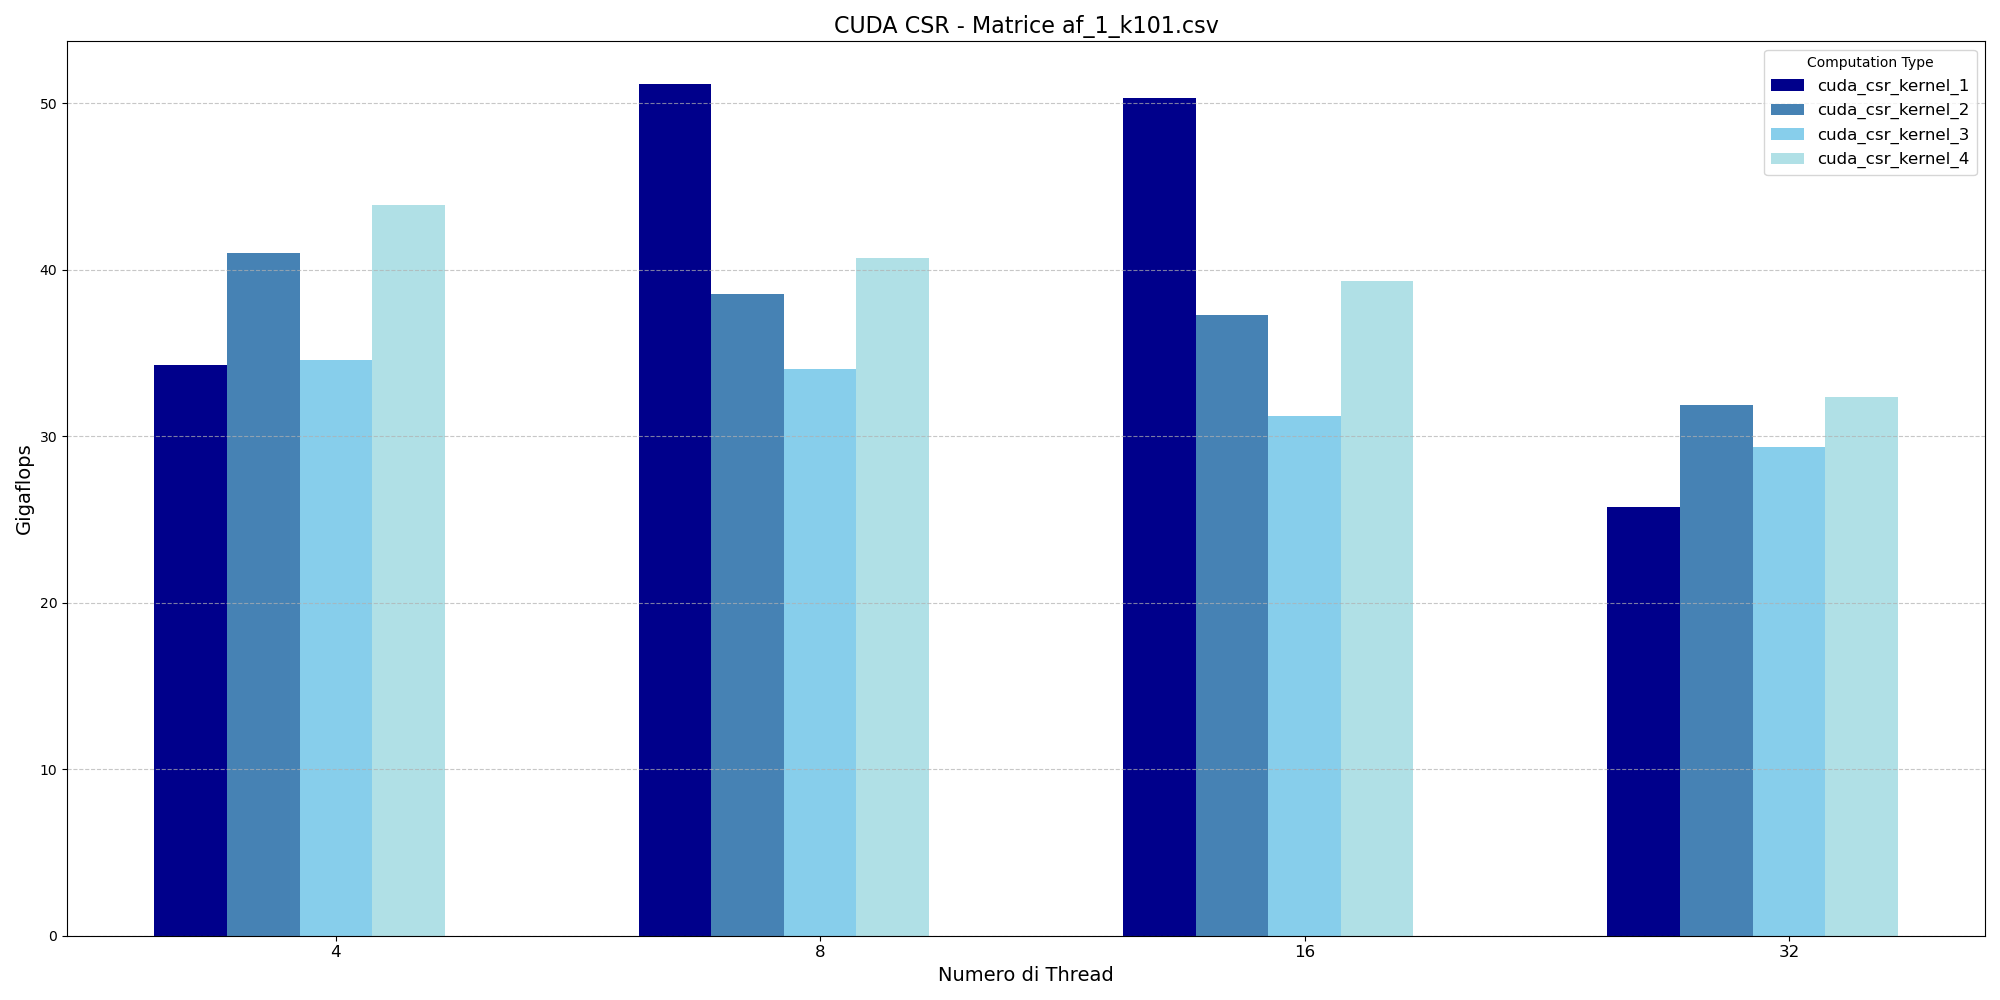 CUDA CSR - Matrice af_1_k101.csv
Computation Type
cuda_csr_kernel_1
cuda_csr_kernel_2
cuda_csr_kernel_3
cuda_csr_kernel_4
Gigaflops
50
40
30
20
10
0
4 8 16 32
Numero di Thread